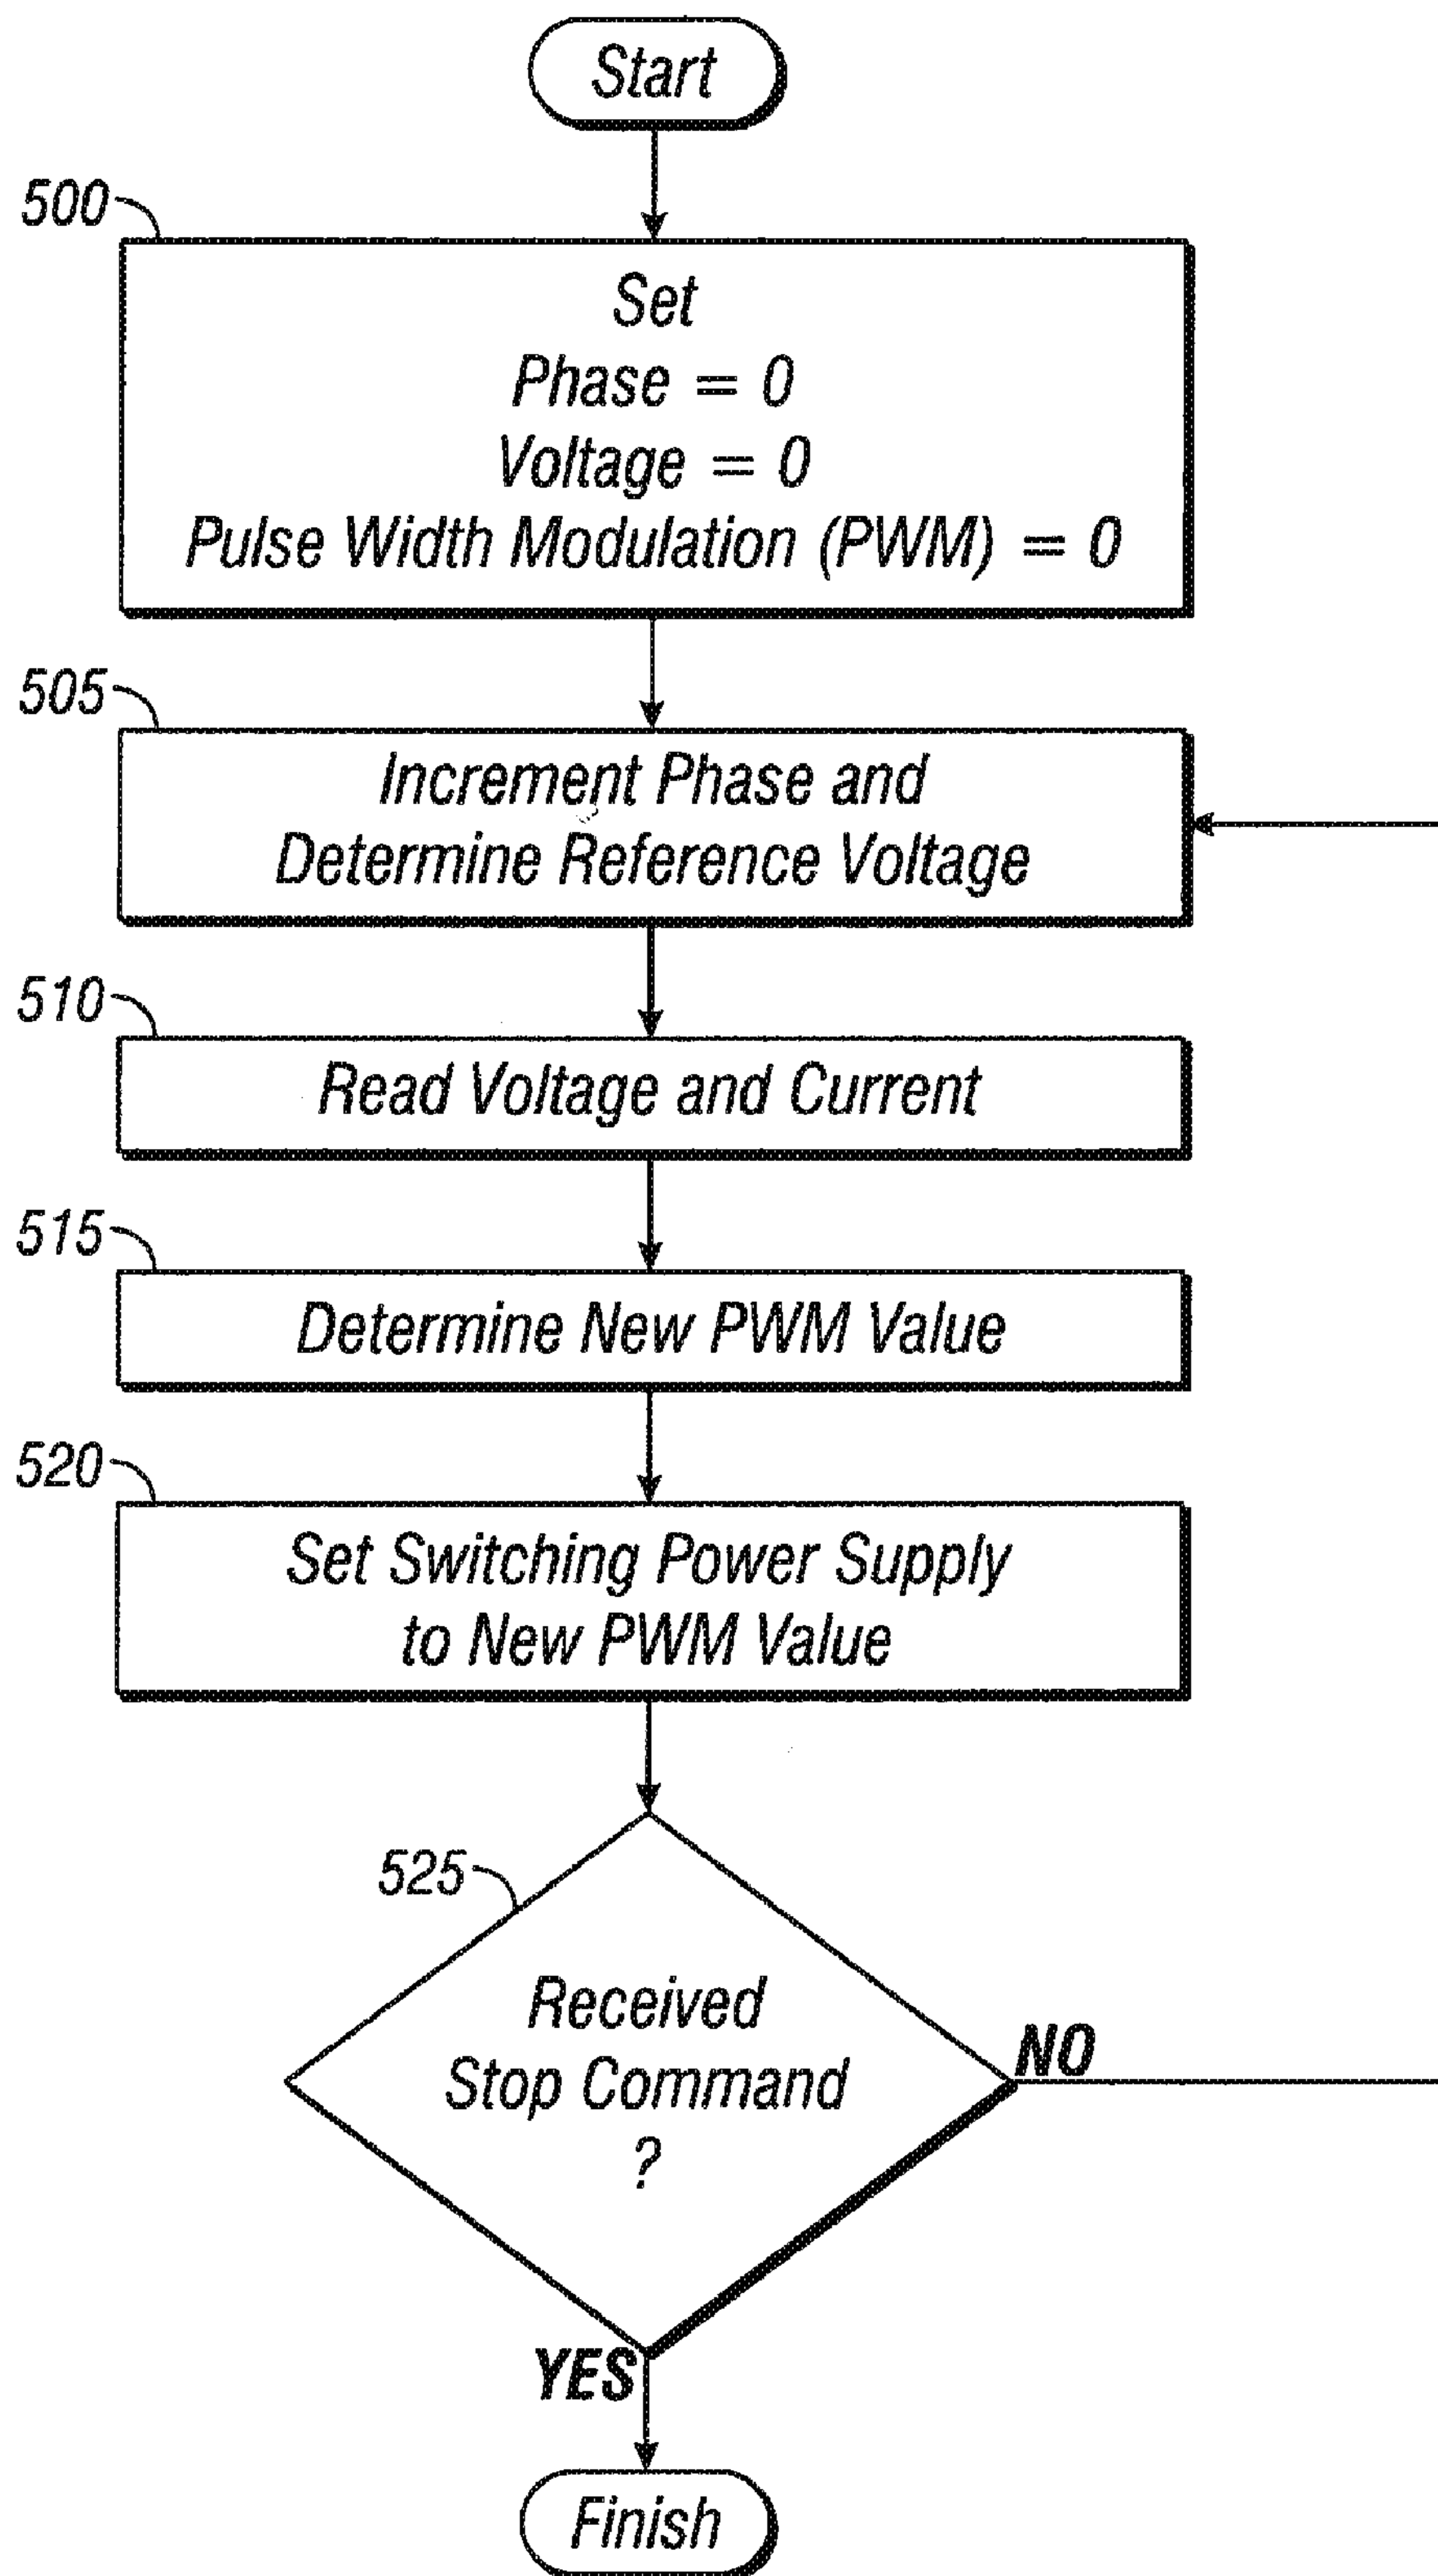 Start
500
Set
Phase = 0
Voltage = 0
Pulse Width Modulation (PWM) = 0
505
Increment Phase and
Determine Reference Voltage
510
Read Voltage and Current
515
Determine New PWM Value
520
Set Switching Power Supply
to New PWM Value
525
Received
Stop Command
?
NO
YES
Finish